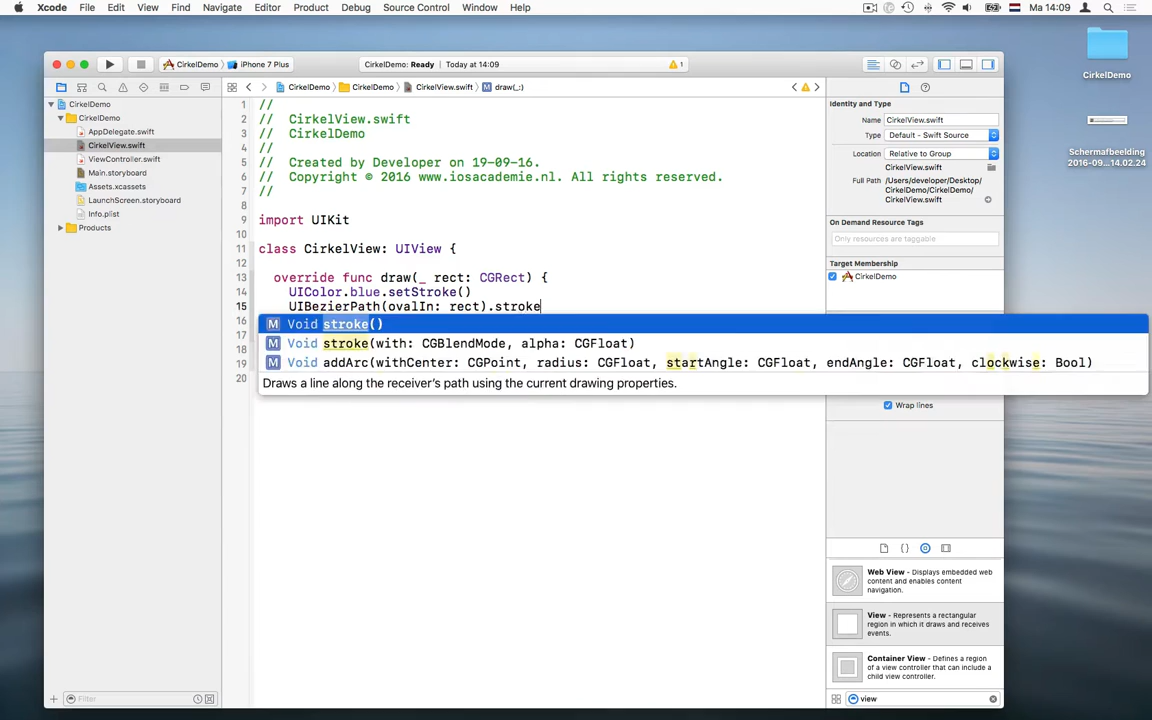 Xcode File Edit View Find Navigate Editor Product Debug Source Control Window Help Ma 14:09
CirkelDemo iPhone 7 Plus CirkelDemo: Ready Today at 14:09 1
CirkelDemo
Schermafbeelding
2016-09...14.02.24
CirkelDemo CirkelDemo CirkelView.swift draw(_:)
CirkelDemo
CirkelDemo
AppDelegate.swift
CirkelView.swift
ViewController.swift
Main.storyboard
Assets.xcassets
LaunchScreen.storyboard
Info.plist
Products
Filter
1 //
2 // CirkelView.swift
3 // CirkelDemo
4 //
5 // Created by Developer on 19-09-16.
6 // Copyright © 2016 www.iosacademie.nl. All rights reserved.
7 //
8
9 import UIKit
10
11 class CirkelView: UIView {
12
13 override func draw(_ rect: CGRect) {
14 UIColor.blue.setStroke()
15 UIBezierPath(ovalIn: rect).stroke
16
17
18
19
20
M Void stroke()
M Void stroke(with: CGBlendMode, alpha: CGFloat)
M Void addArc(withCenter: CGPoint, radius: CGFloat, startAngle: CGFloat, endAngle: CGFloat, clockwise: Bool)
Draws a line along the receiver's path using the current drawing properties.
Identity and Type
Name CirkelView.swift
Type Default - Swift Source
Location Relative to Group
CirkelView.swift
Full Path /Users/developer/Desktop/
CirkelDemo/CirkelDemo/
CirkelView.swift
On Demand Resource Tags
Only resources are taggable
Target Membership
CirkelDemo
Wrap lines
Web View - Displays embedded web
content and enables content
navigation.
View - Represents a rectangular
region in which it draws and receives
events.
Container View - Defines a region
of a view controller that can include a
child view controller.
view